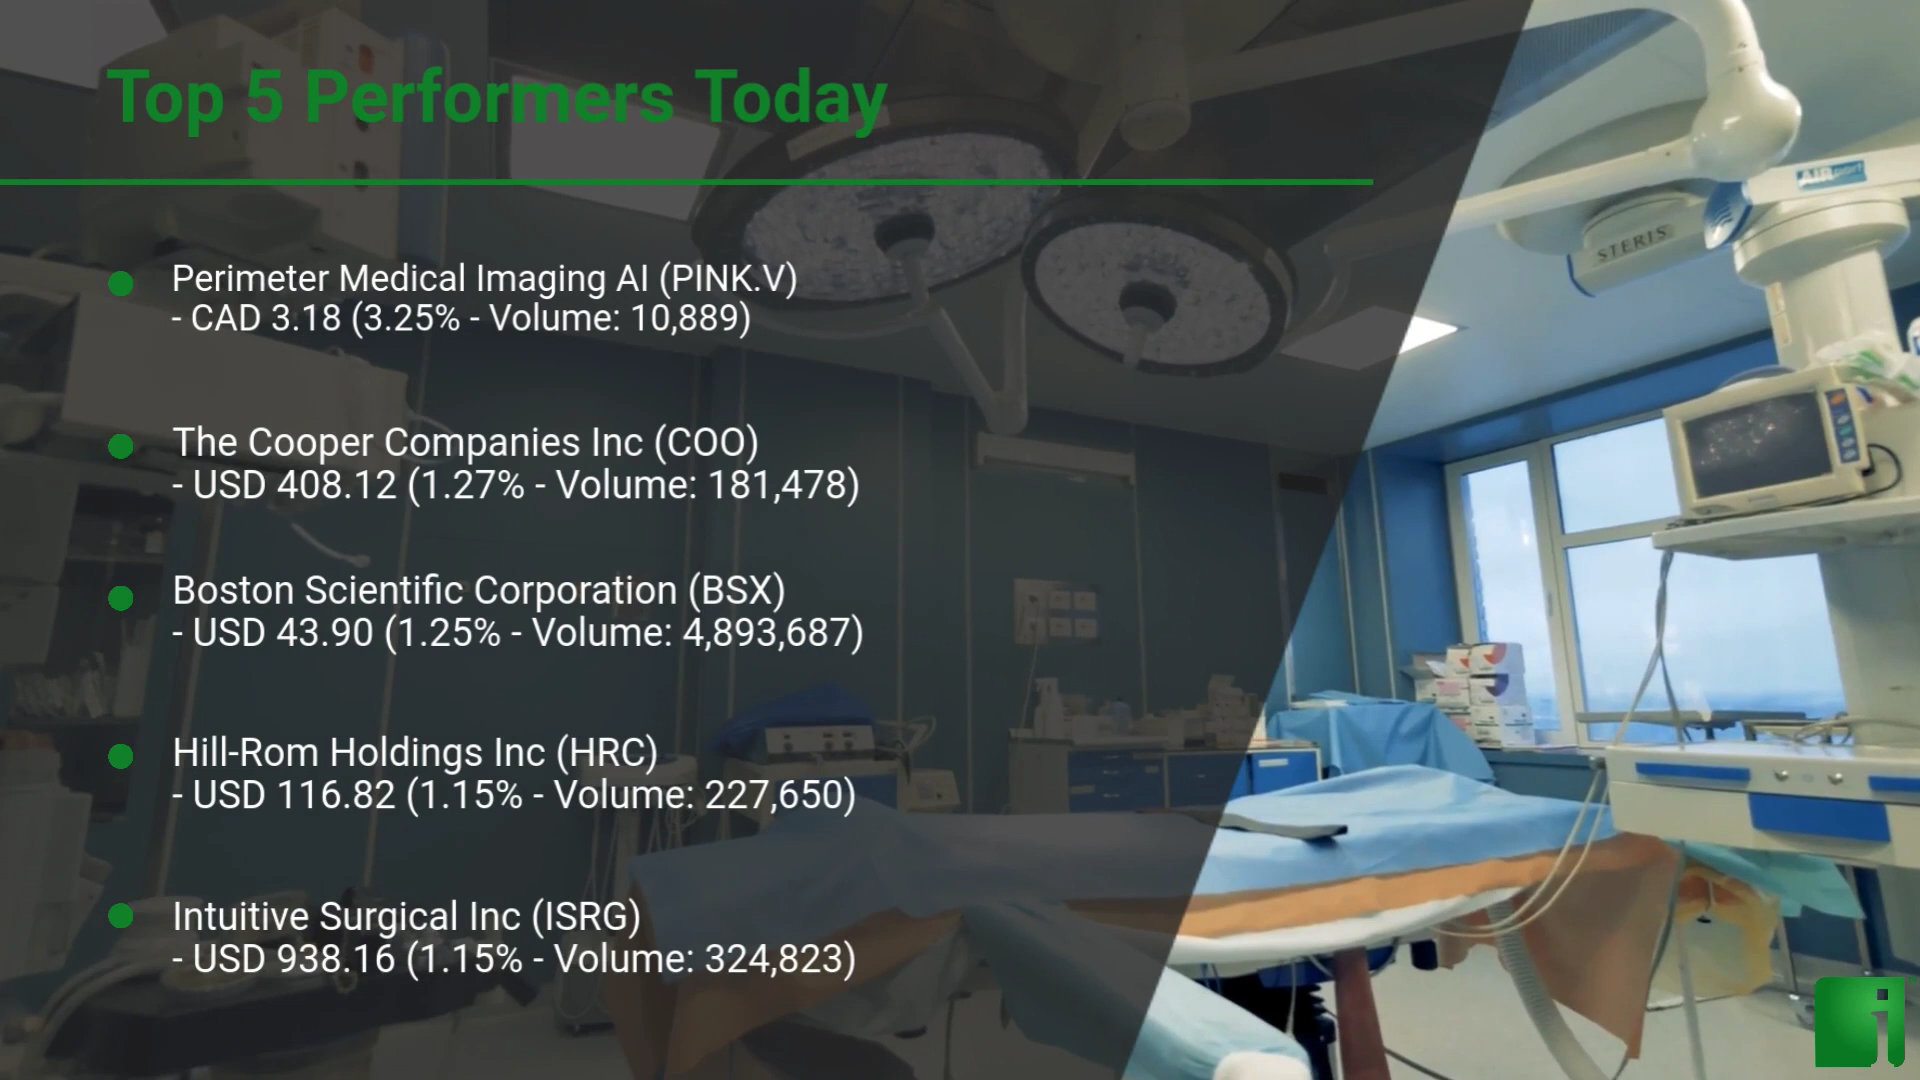 Top 5 Performers Today
Perimeter Medical Imaging AI (PINK.V)
- CAD 3.18 (3.25% - Volume: 10,889)
The Cooper Companies Inc (COO)
- USD 408.12 (1.27% - Volume: 181,478)
Boston Scientific Corporation (BSX)
- USD 43.90 (1.25% - Volume: 4,893,687)
Hill-Rom Holdings Inc (HRC)
- USD 116.82 (1.15% - Volume: 227,650)
Intuitive Surgical Inc (ISRG)
- USD 938.16 (1.15% - Volume: 324,823)
STERIS